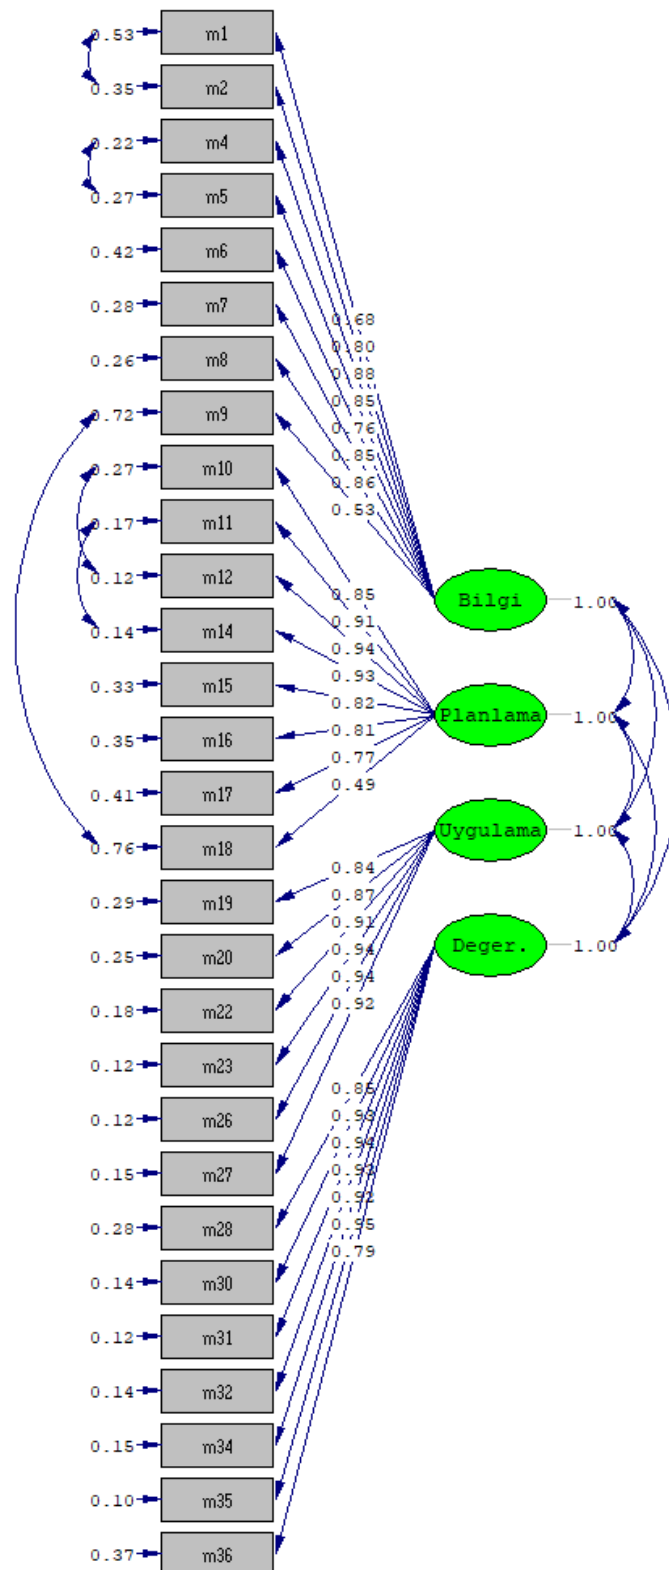 0.53 m1
0.35 m2
0.22 m4
0.27 m5
0.42 m6
0.28 m7
0.68
0.80
0.26 m8
0.88
0.85
0.72 m9
0.76
0.85
0.27 m10
0.86
0.53
0.17 m11
0.12 m12
0.85
Bilgi 1.00
0.91
0.14 m14
0.94
0.93
0.33 m15
0.82
Planlama 1.00
0.35 m16
0.81
0.77
0.41 m17
0.49
Uygulama 1.00
0.76 m18
0.84
0.29 m19
0.87
0.91
Deger. 1.00
0.25 m20
0.94
0.94
0.92
0.18 m22
0.12 m23
0.85
0.12 m26
0.93
0.94
0.15 m27
0.93
0.92
0.28 m28
0.95
0.79
0.14 m30
0.12 m31
0.14 m32
0.15 m34
0.10 m35
0.37 m36